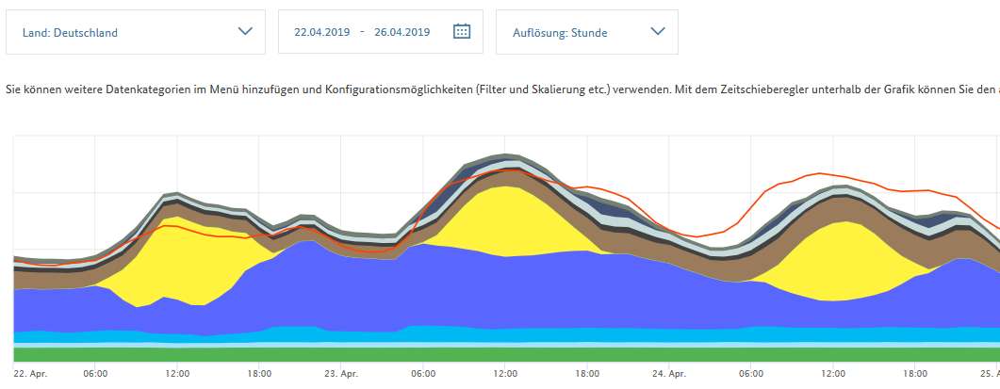 Land: Deutschland
22.04.2019 - 26.04.2019
Auflösung: Stunde
Sie können weitere Datenkategorien im Menü hinzufügen und Konfigurationsmöglichkeiten (Filter und Skalierung etc.) verwenden. Mit dem Zeitschieberegler unterhalb der Grafik können Sie den
22. Apr. 06:00 12:00 18:00 23. Apr. 06:00 12:00 18:00 24. Apr. 06:00 12:00 18:00 25.